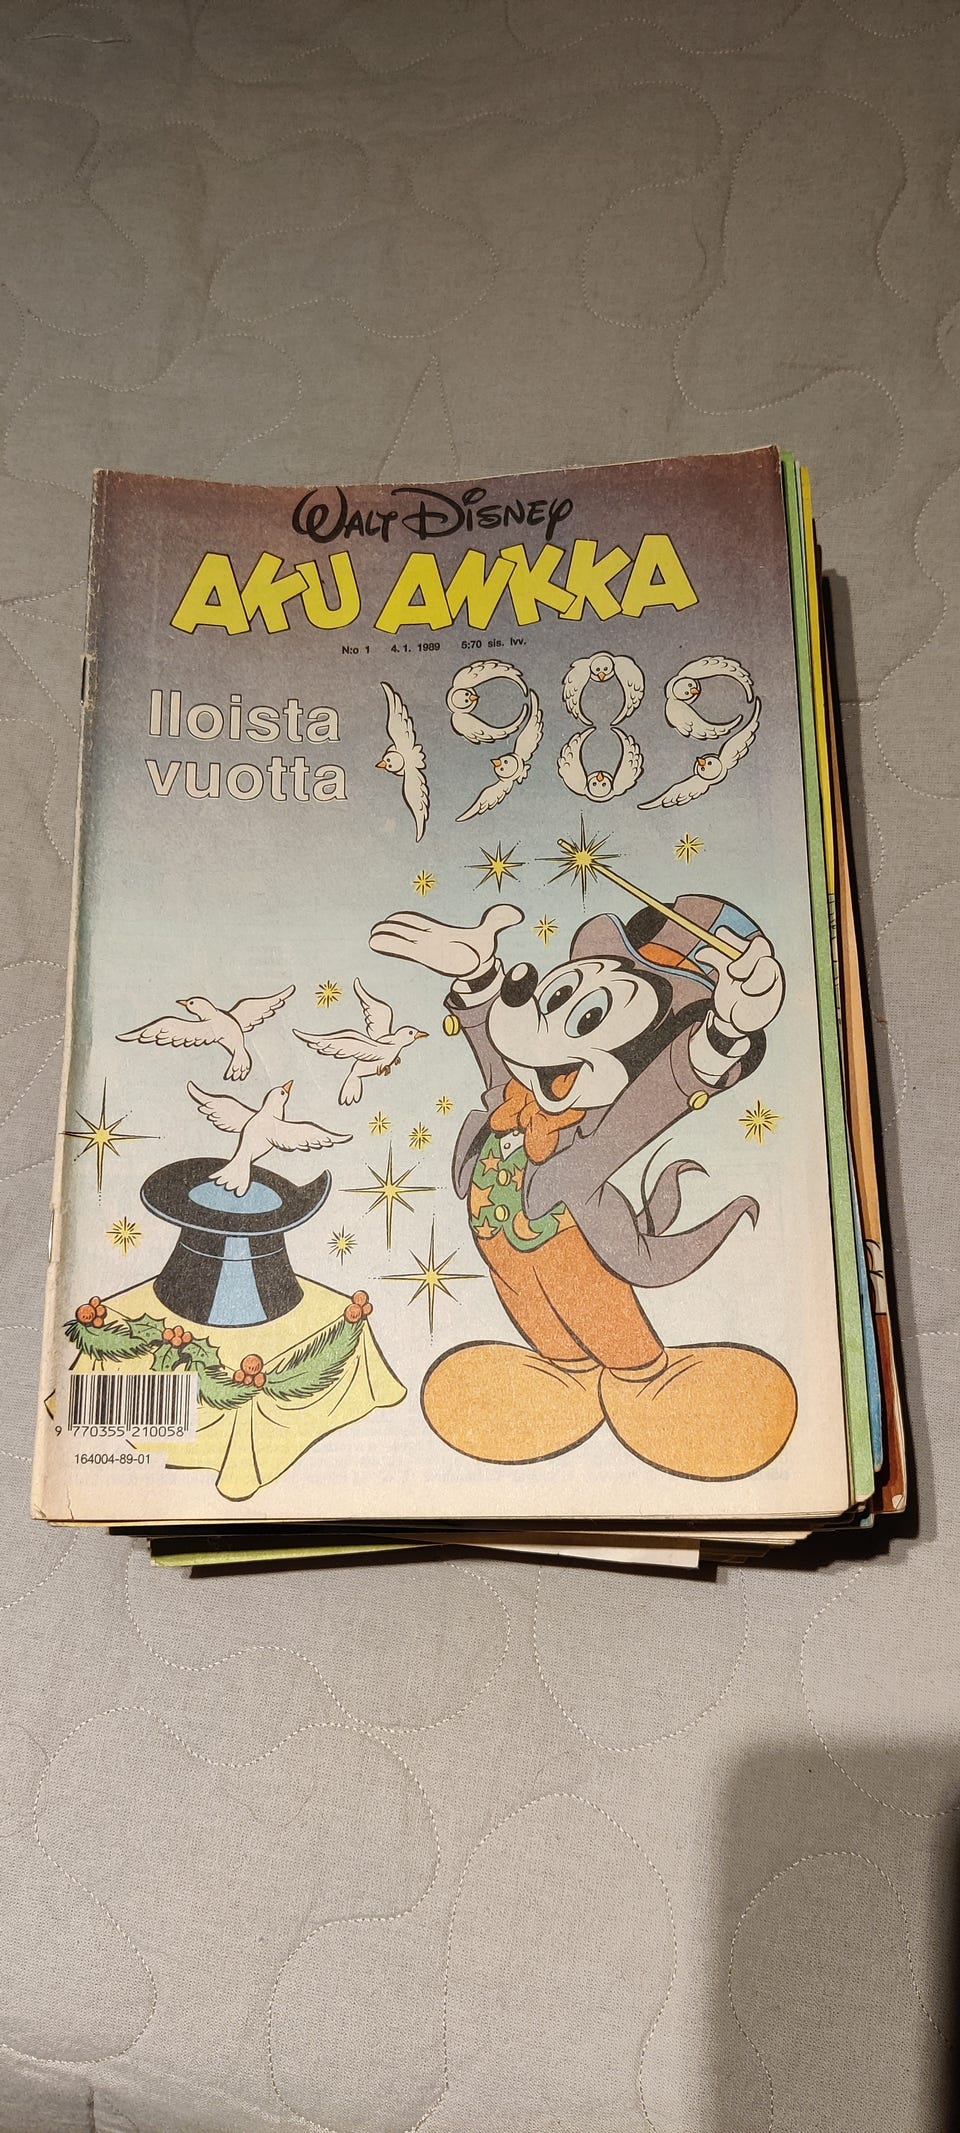 Walt Disney
AKU ANKKA
N:o 1 4.1. 1989 5:70 sis. lvv.
Iloista
vuotta
1989
9 770355 210058
164004-89-01